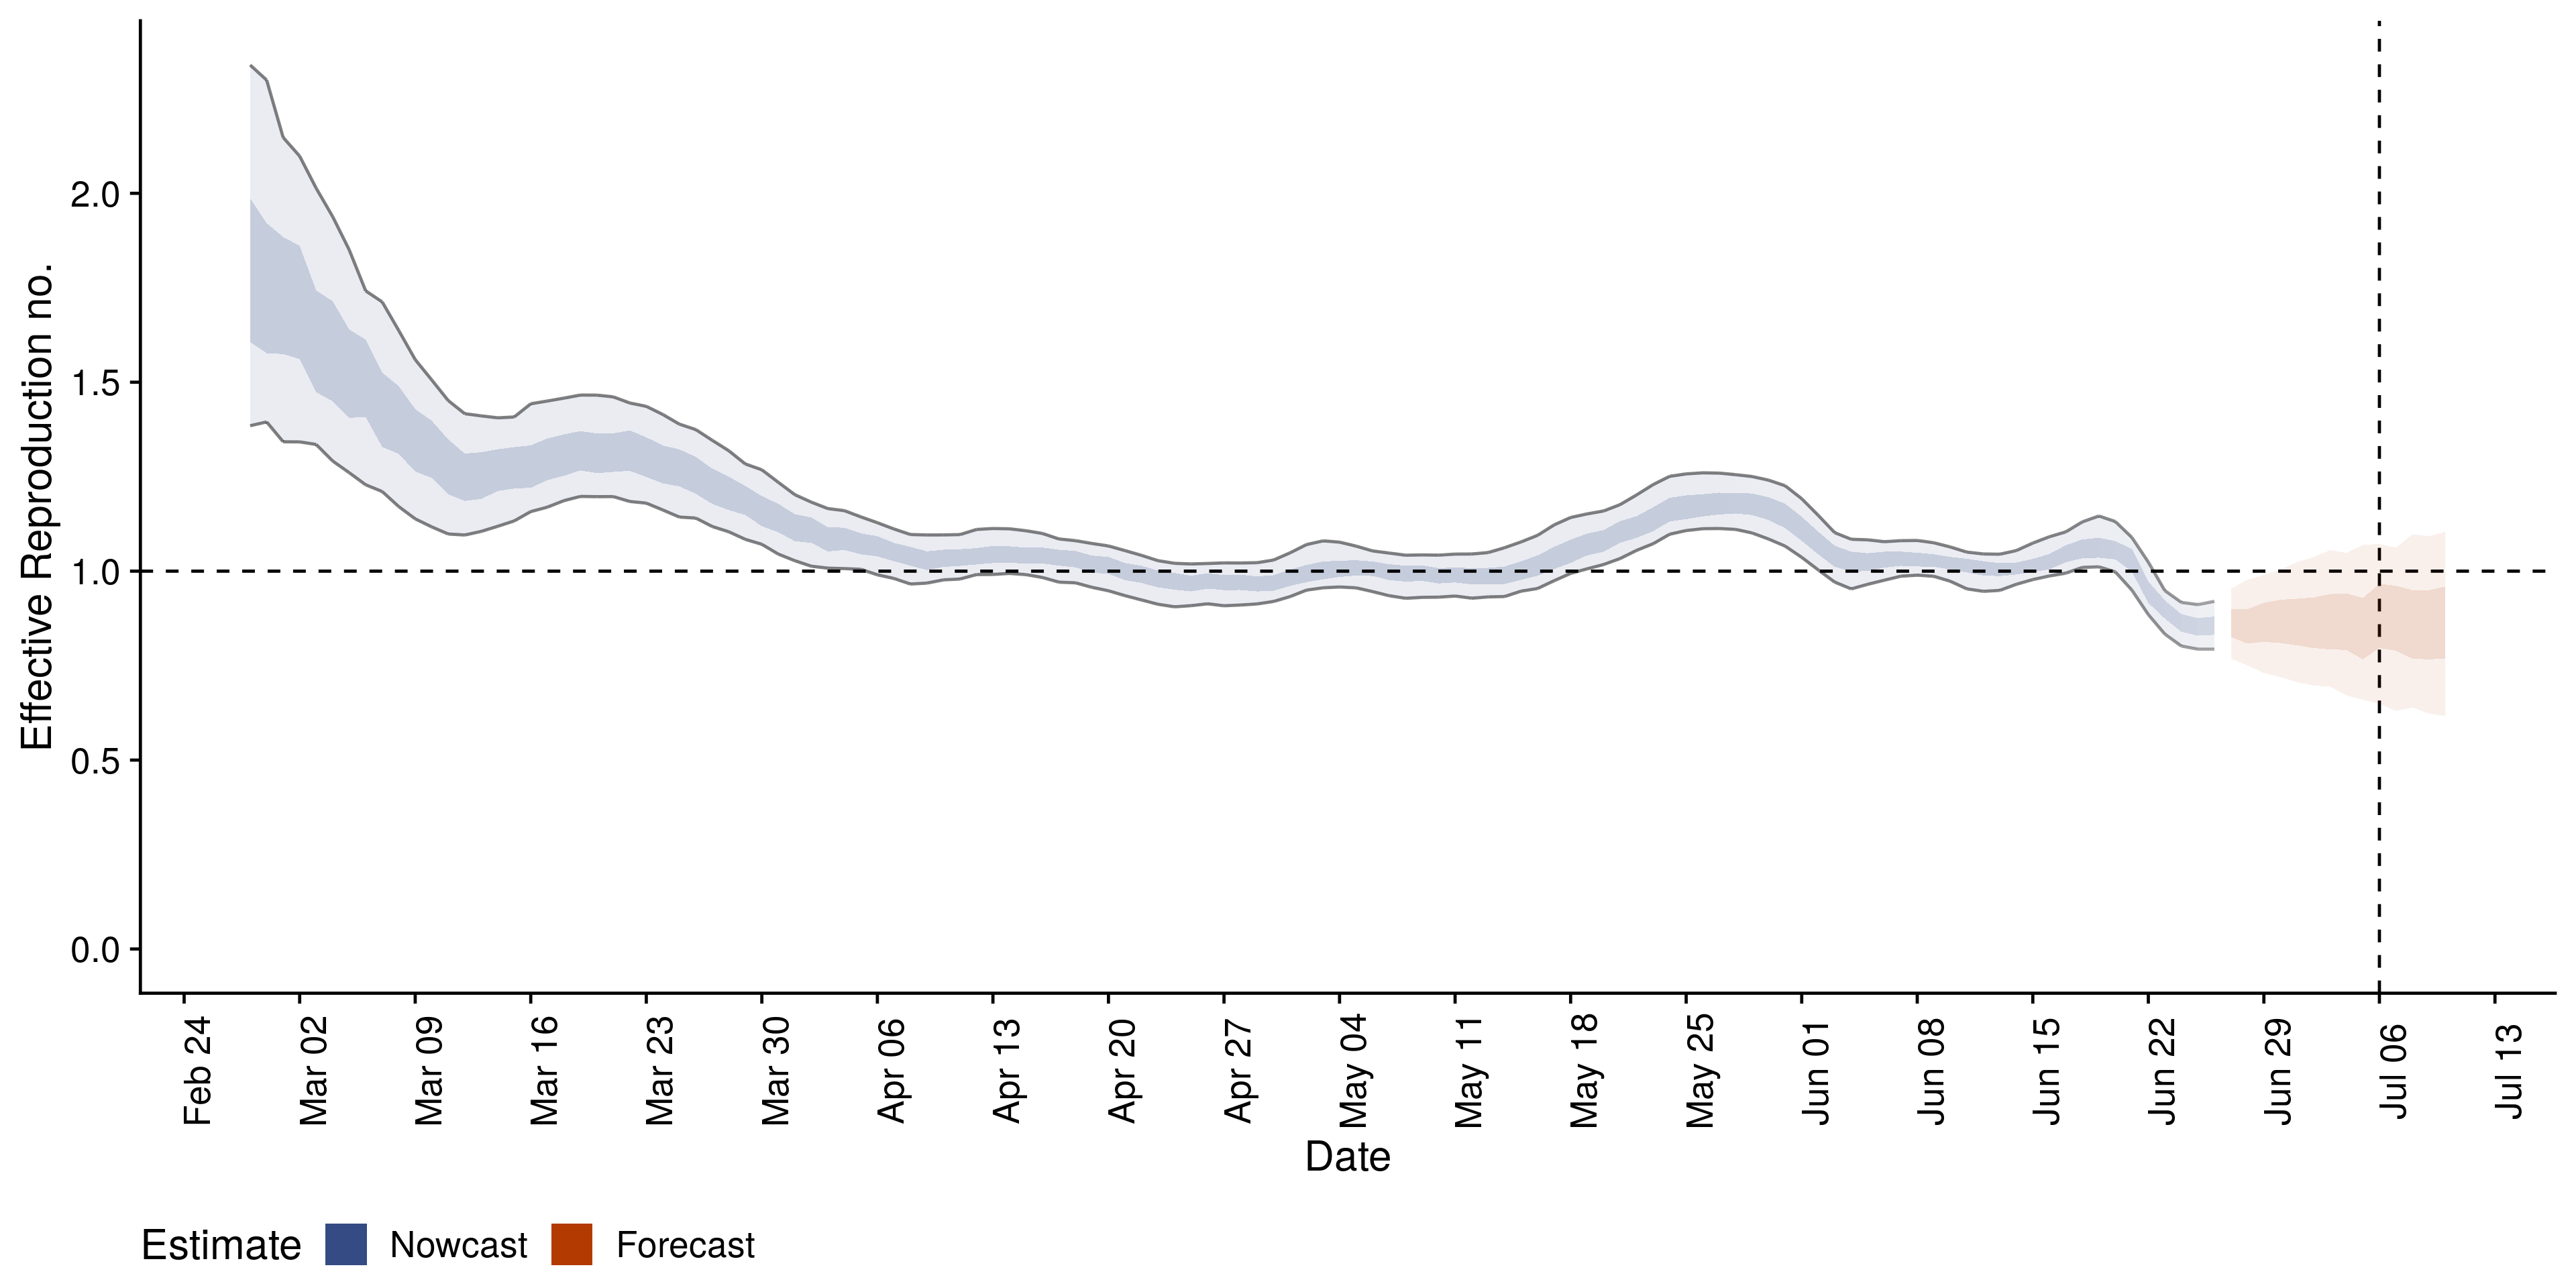 Effective Reproduction no.
2.0
1.5
1.0
0.5
0.0
Feb 24
Mar 02
Mar 09
Mar 16
Mar 23
Mar 30
Apr 06
Apr 13
Apr 20
Apr 27
May 04
May 11
May 18
May 25
Jun 01
Jun 08
Jun 15
Jun 22
Jun 29
Jul 06
Jul 13
Date
Estimate Nowcast Forecast